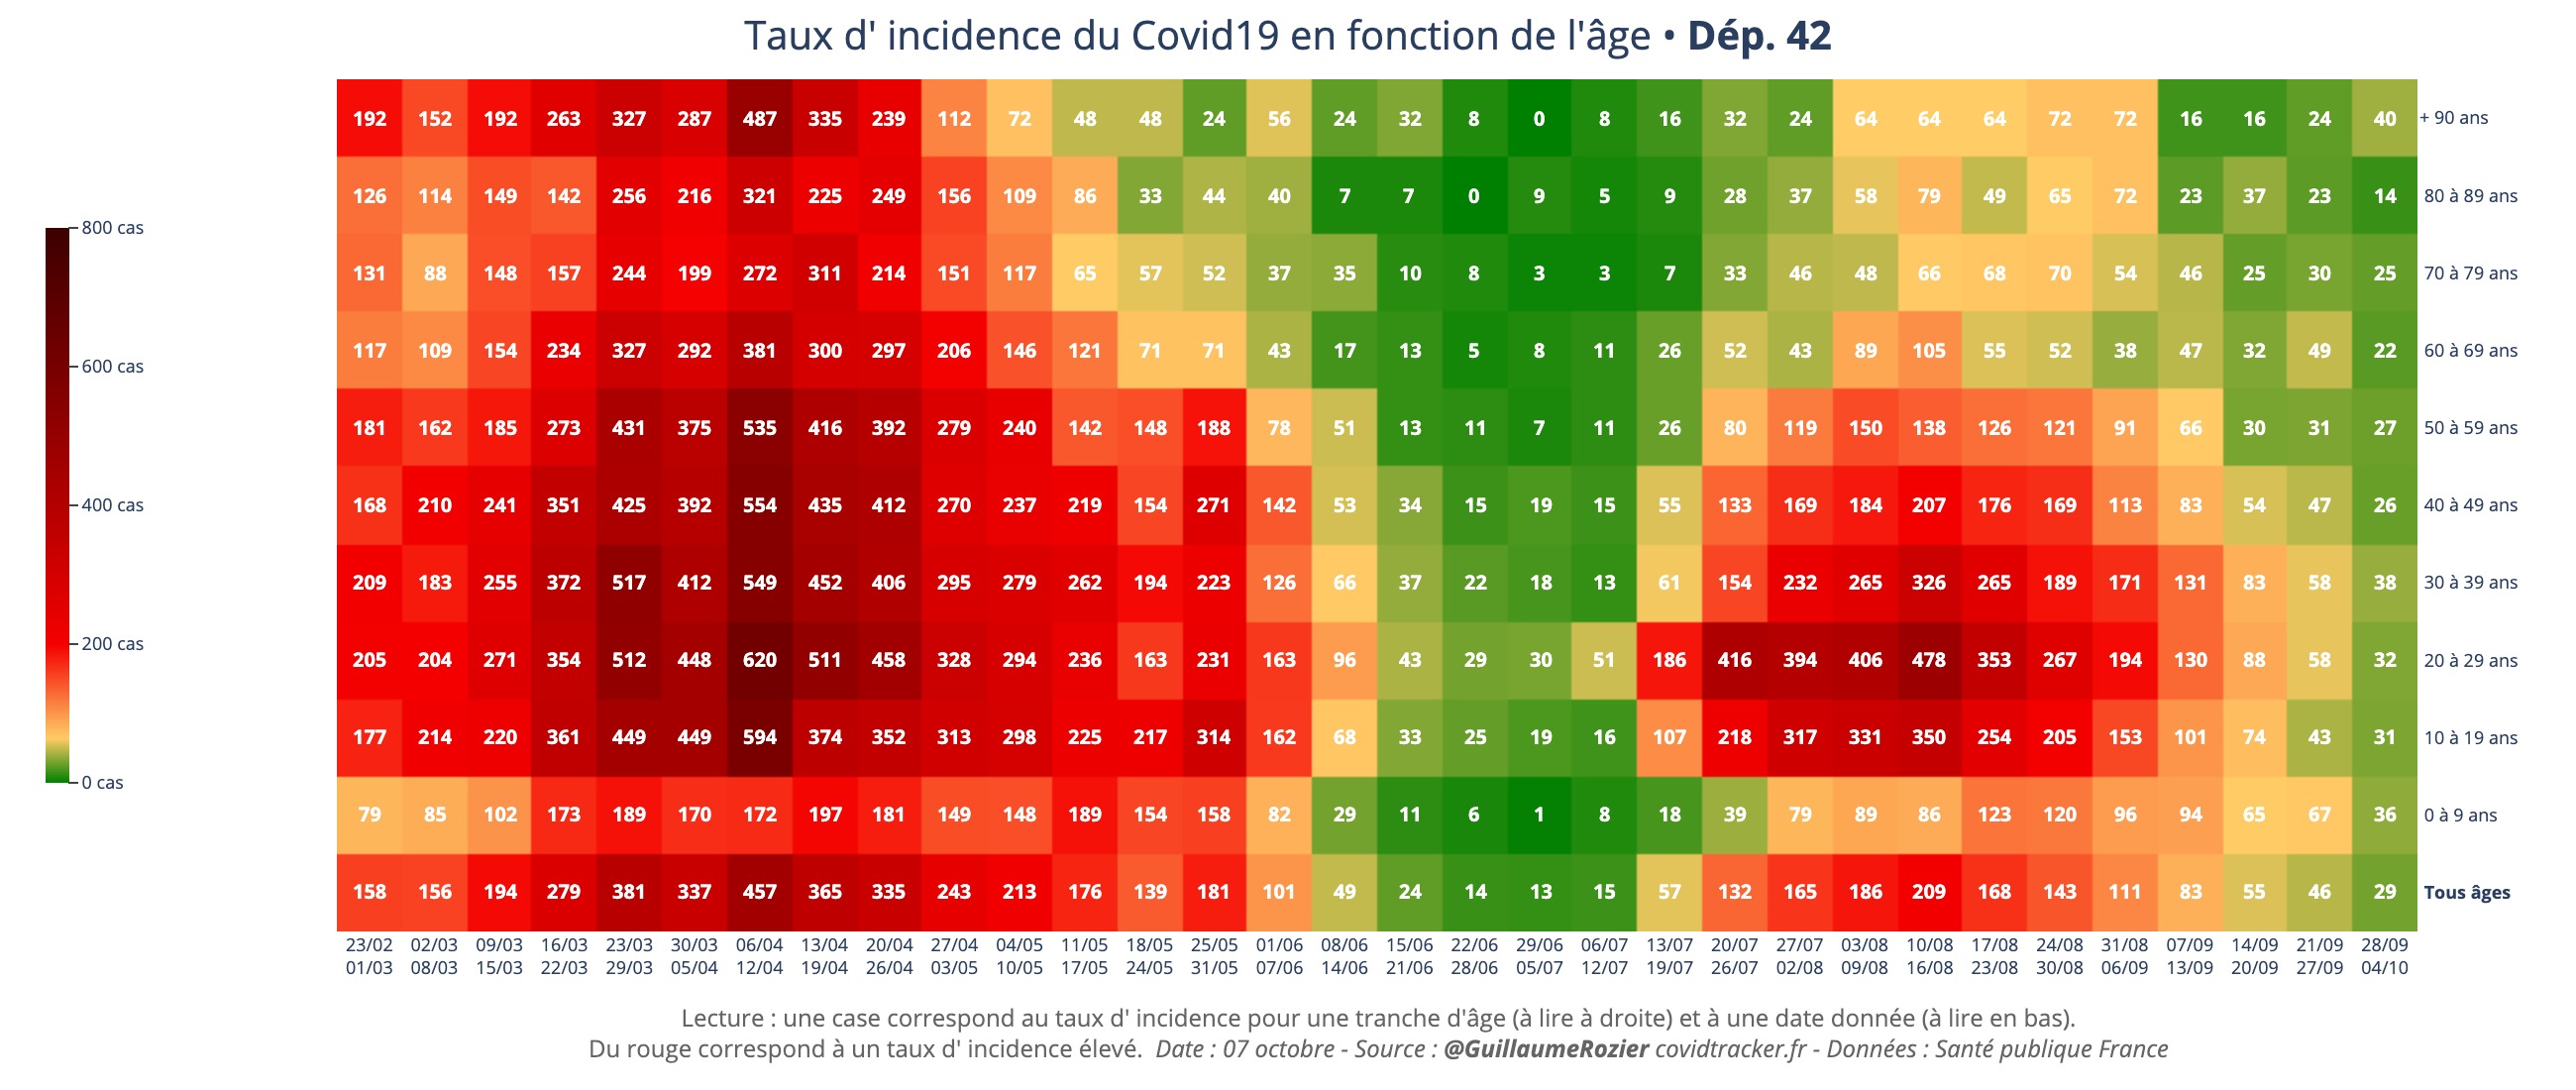 Taux d' incidence du Covid19 en fonction de l'âge • Dép. 42
800 cas
600 cas
400 cas
200 cas
0 cas
192 152 192 263 327 287 487 335 239 112 72 48 48 24 56 24 32 8 0 8 16 32 24 64 64 64 72 72 16 16 24 40 + 90 ans
126 114 149 142 256 216 321 225 249 156 109 86 33 44 40 7 7 0 9 5 9 28 37 58 79 49 65 72 23 37 23 14 80 à 89 ans
131 88 148 157 244 199 272 311 214 151 117 65 57 52 37 35 10 8 3 3 7 33 46 48 66 68 70 54 46 25 30 25 70 à 79 ans
117 109 154 234 327 292 381 300 297 206 146 121 71 71 43 17 13 5 8 11 26 52 43 89 105 55 52 38 47 32 49 22 60 à 69 ans
181 162 185 273 431 375 535 416 392 279 240 142 148 188 78 51 13 11 7 11 26 80 119 150 138 126 121 91 66 30 31 27 50 à 59 ans
168 210 241 351 425 392 554 435 412 270 237 219 154 271 142 53 34 15 19 15 55 133 169 184 207 176 169 113 83 54 47 26 40 à 49 ans
209 183 255 372 517 412 549 452 406 295 279 262 194 223 126 66 37 22 18 13 61 154 232 265 326 265 189 171 131 83 58 38 30 à 39 ans
205 204 271 354 512 448 620 511 458 328 294 236 163 231 163 96 43 29 30 51 186 416 394 406 478 353 267 194 130 88 58 32 20 à 29 ans
177 214 220 361 449 449 594 374 352 313 298 225 217 314 162 68 33 25 19 16 107 218 317 331 350 254 205 153 101 74 43 31 10 à 19 ans
79 85 102 173 189 170 172 197 181 149 148 189 154 158 82 29 11 6 1 8 18 39 79 89 86 123 120 96 94 65 67 36 0 à 9 ans
158 156 194 279 381 337 457 365 335 243 213 176 139 181 101 49 24 14 13 15 57 132 165 186 209 168 143 111 83 55 46 29 Tous âges
23/02 02/03 09/03 16/03 23/03 30/03 06/04 13/04 20/04 27/04 04/05 11/05 18/05 25/05 01/06 08/06 15/06 22/06 29/06 06/07 13/07 20/07 27/07 03/08 10/08 17/08 24/08 31/08 07/09 14/09 21/09 28/09
01/03 08/03 15/03 22/03 29/03 05/04 12/04 19/04 26/04 03/05 10/05 17/05 24/05 31/05 07/06 14/06 21/06 28/06 05/07 12/07 19/07 26/07 02/08 09/08 16/08 23/08 30/08 06/09 13/09 20/09 27/09 04/10
Lecture : une case correspond au taux d' incidence pour une tranche d'âge (à lire à droite) et à une date donnée (à lire en bas).
Du rouge correspond à un taux d' incidence élevé. Date : 07 octobre - Source : @GuillaumeRozier covidtracker.fr - Données : Santé publique France